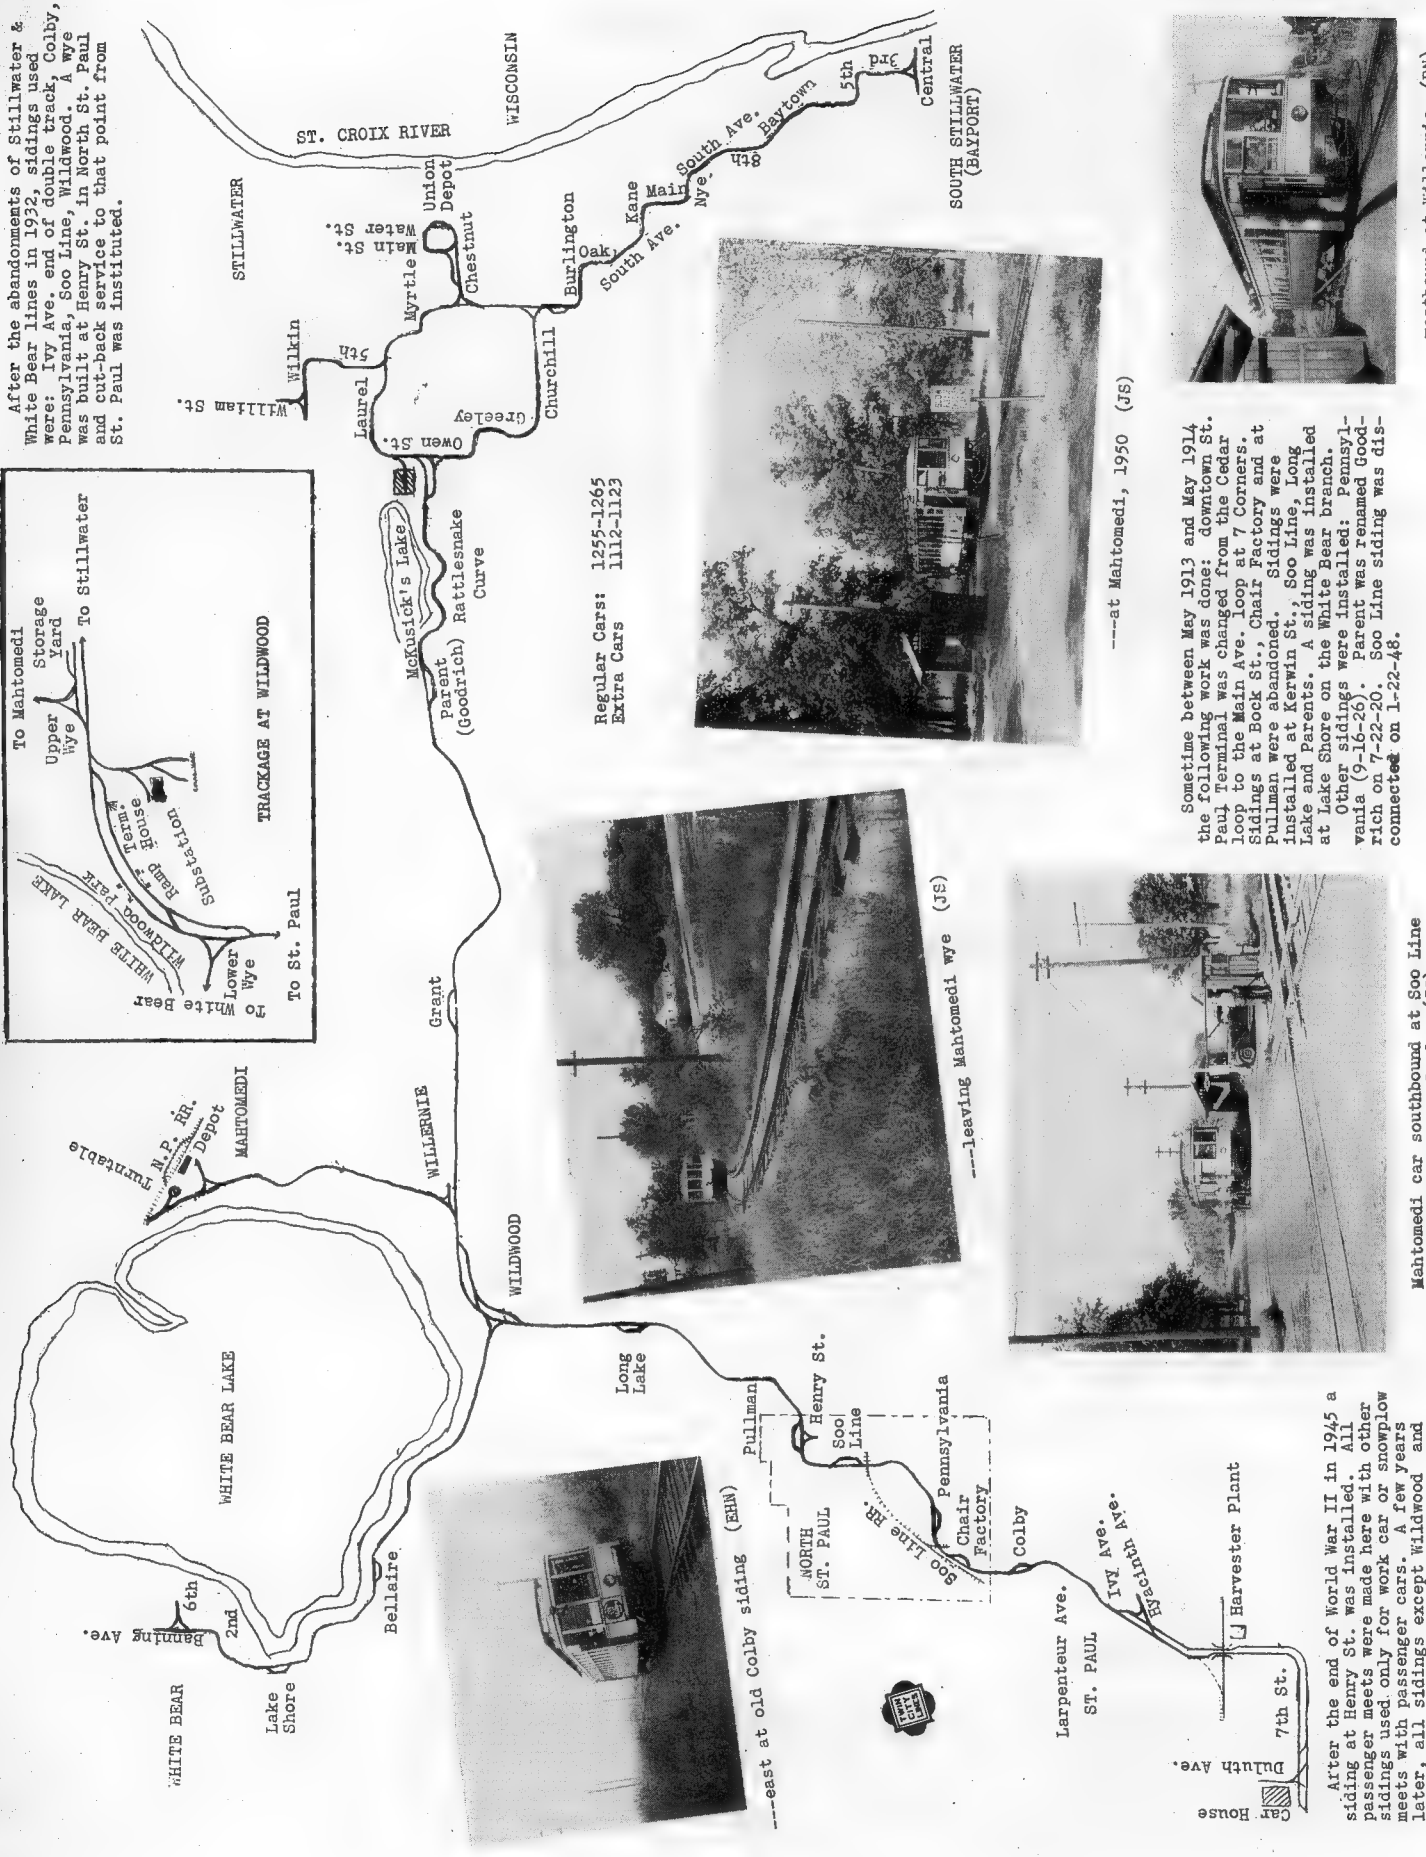 After the abandonments of Stillwater &
White Bear lines in 1932, sidings used
were: Ivy Ave. end of double track, Colby,
Pennsylvania, Soo Line, Wildwood. A wye
was built at Henry St. in North St. Paul
and cut-back service to that point from
St. Paul was instituted.
To Mahtomedi
Storage
Yard
Upper
Wye
To Stillwater
Term.
House
Ramp
Substation
WILDWOOD PARK
WHITE BEAR LAKE
To White Bear
Lower
Wye
To St. Paul
TRACKAGE AT WILDWOOD
STILLWATER
ST. CROIX RIVER
WISCONSIN
William St.
Wilkin
5th
Laurel
Myrtle
Main St.
Water St.
Union
Depot
Chestnut
Owen St.
Greeley
Churchill
Burlington
Oak
South Ave.
Kane
Main
Nye
South Ave.
8th
Baytown
5th
3rd
Central
SOUTH STILLWATER
(BAYPORT)
McKusick's Lake
Rattlesnake
Curve
Parent
(Goodrich)
Regular Cars: 1255-1265
Extra Cars 1112-1123
Grant
WILLERNIE
MAHTOMEDI
Turntable
N.P. RR.
Depot
WILDWOOD
WHITE BEAR LAKE
WHITE BEAR
Banning Ave.
6th
2nd
Lake
Shore
Bellaire
Long
Lake
Pullman
Henry St.
Soo
Line
NORTH
ST. PAUL
Soo Line RR.
Pennsylvania
Chair
Factory
Colby
Ivy Ave.
Hyacinth Ave.
Larpenteur Ave.
ST. PAUL
Harvester Plant
7th St.
Duluth Ave.
Car House
TWIN
CITY
LINES
---east at old Colby siding (EHN)
---leaving Mahtomedi wye (JS)
---at Mahtomedi, 1950 (JS)
Mahtomedi car southbound at Soo Line
Sometime between May 1913 and May 1914
the following work was done: downtown St.
Paul Terminal was changed from the Cedar
loop to the Main Ave. loop at 7 Corners.
Sidings at Bock St., Chair Factory and at
Pullman were abandoned. Sidings were
installed at Kerwin St., Soo Line, Long
Lake and Parents. A siding was installed
at Lake Shore on the White Bear branch.
Other sidings were installed: Pennsyl-
vania (9-16-26). Parent was renamed Good-
rich on 7-22-20. Soo Line siding was dis-
connected on 1-22-48.
After the end of World War II in 1945 a
siding at Henry St. was installed. All
passenger meets were made here with other
sidings used only for work car or snowplow
meets with passenger cars. A few years
later, all sidings except Wildwood and